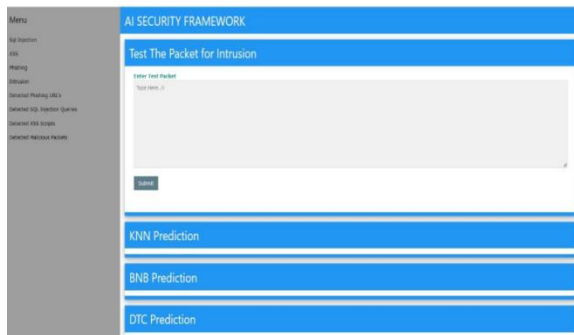 Menu
Sql Injection
XSS
Phishing
Intrusion
Detected Phishing URL's
Detected SQL Injection Queries
Detected XSS Scripts
Detected Malicious Packets
AI SECURITY FRAMEWORK
Test The Packet for Intrusion
Enter Test Packet
Type Here...!!
Submit
KNN Prediction
BNB Prediction
DTC Prediction